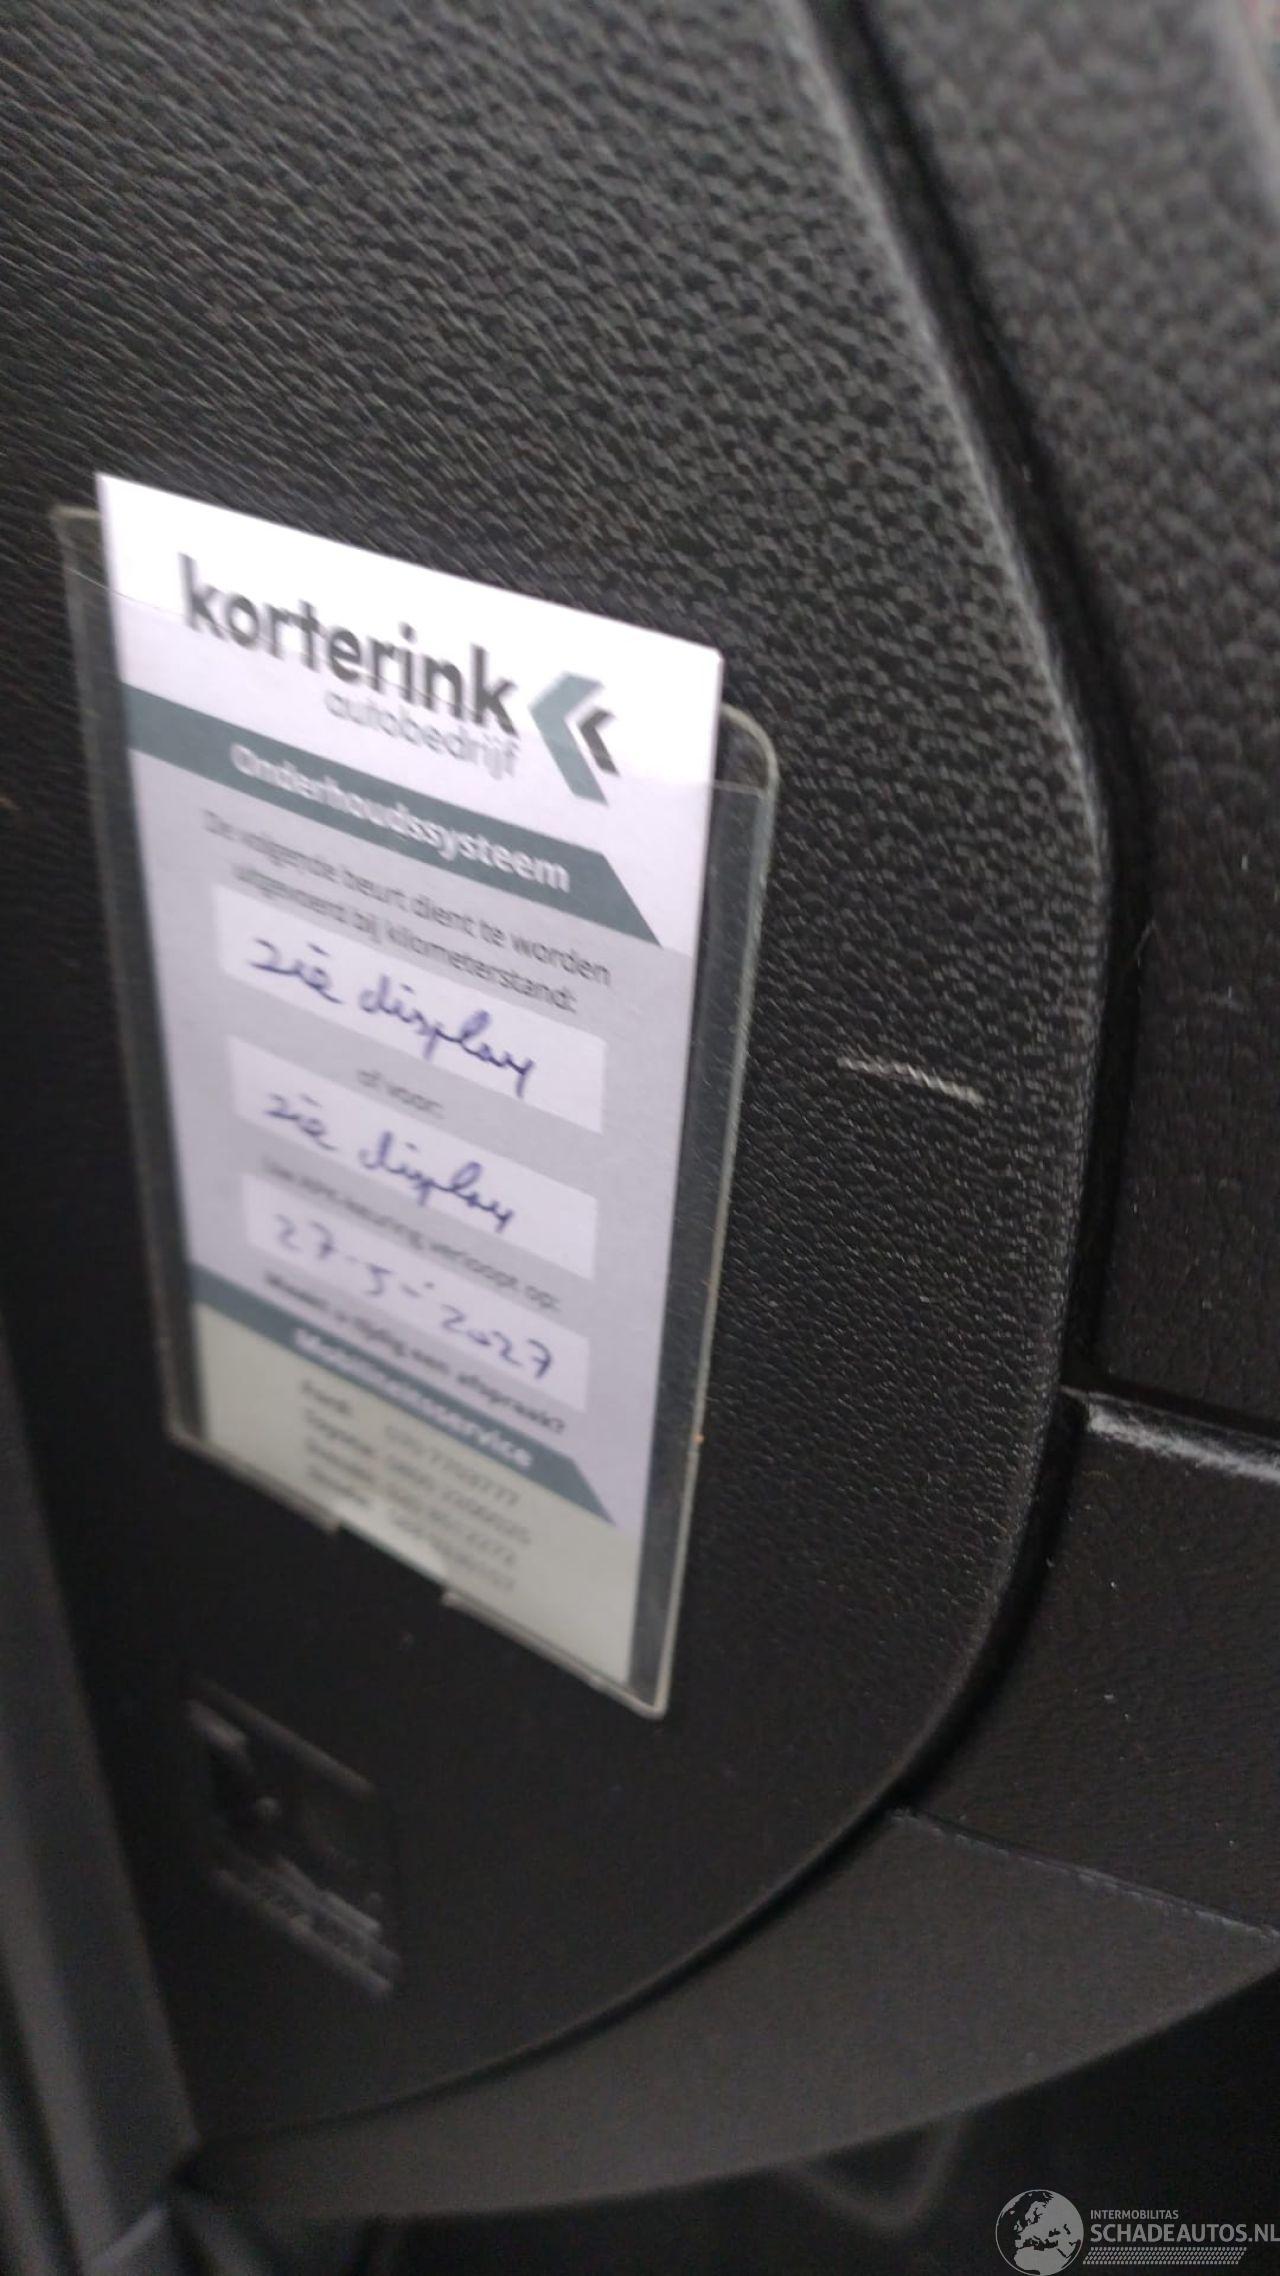 korterink
autobedrijf
Onderhoudssysteem
De volgende beurt dient te worden
uitgevoerd bij kilometerstand:
zie display
of voor:
zie display
Uw APK-keuring verloopt op:
27-5-2027
Maakt u tijdig een afspraak?
Mobiliteitsservice
INTERMOBILITAS
SCHADEAUTOS.NL